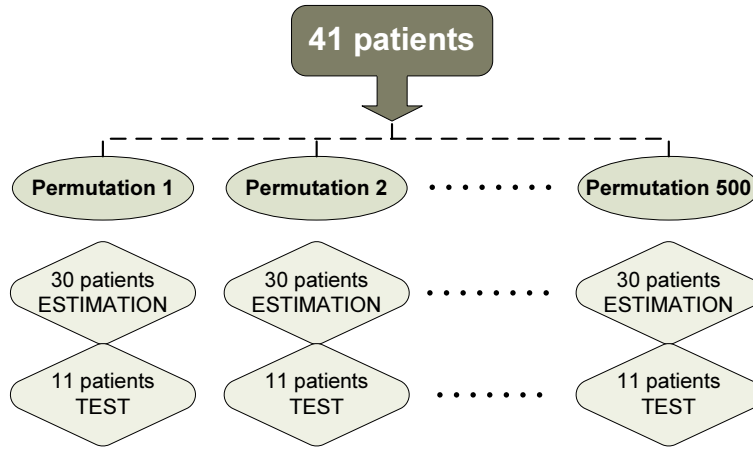 41 patients
Permutation 1
Permutation 2
Permutation 500
30 patients
ESTIMATION
30 patients
ESTIMATION
30 patients
ESTIMATION
11 patients
TEST
11 patients
TEST
11 patients
TEST